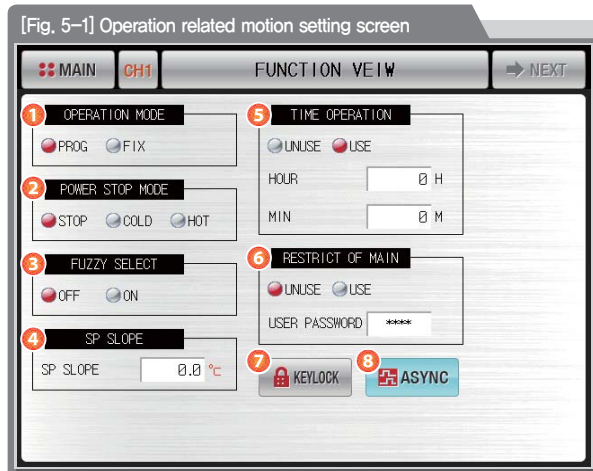 [Fig. 5-1] Operation related motion setting screen
MAIN CH1 FUNCTION VEIW NEXT
1 OPERATION MODE
PROG FIX
2 POWER STOP MODE
STOP COLD HOT
3 FUZZY SELECT
OFF ON
4 SP SLOPE
SP SLOPE 0.0 ℃
5 TIME OPERATION
UNUSE USE
HOUR 0 H
MIN 0 M
6 RESTRICT OF MAIN
UNUSE USE
USER PASSWORD ****
7 KEYLOCK
8 ASYNC